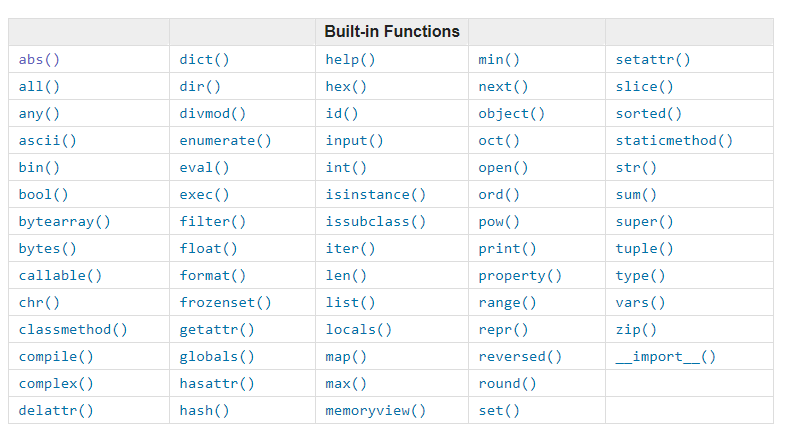 Built-in Functions
abs() dict() help() min() setattr()
all() dir() hex() next() slice()
any() divmod() id() object() sorted()
ascii() enumerate() input() oct() staticmethod()
bin() eval() int() open() str()
bool() exec() isinstance() ord() sum()
bytearray() filter() issubclass() pow() super()
bytes() float() iter() print() tuple()
callable() format() len() property() type()
chr() frozenset() list() range() vars()
classmethod() getattr() locals() repr() zip()
compile() globals() map() reversed() __import__()
complex() hasattr() max() round()
delattr() hash() memoryview() set()